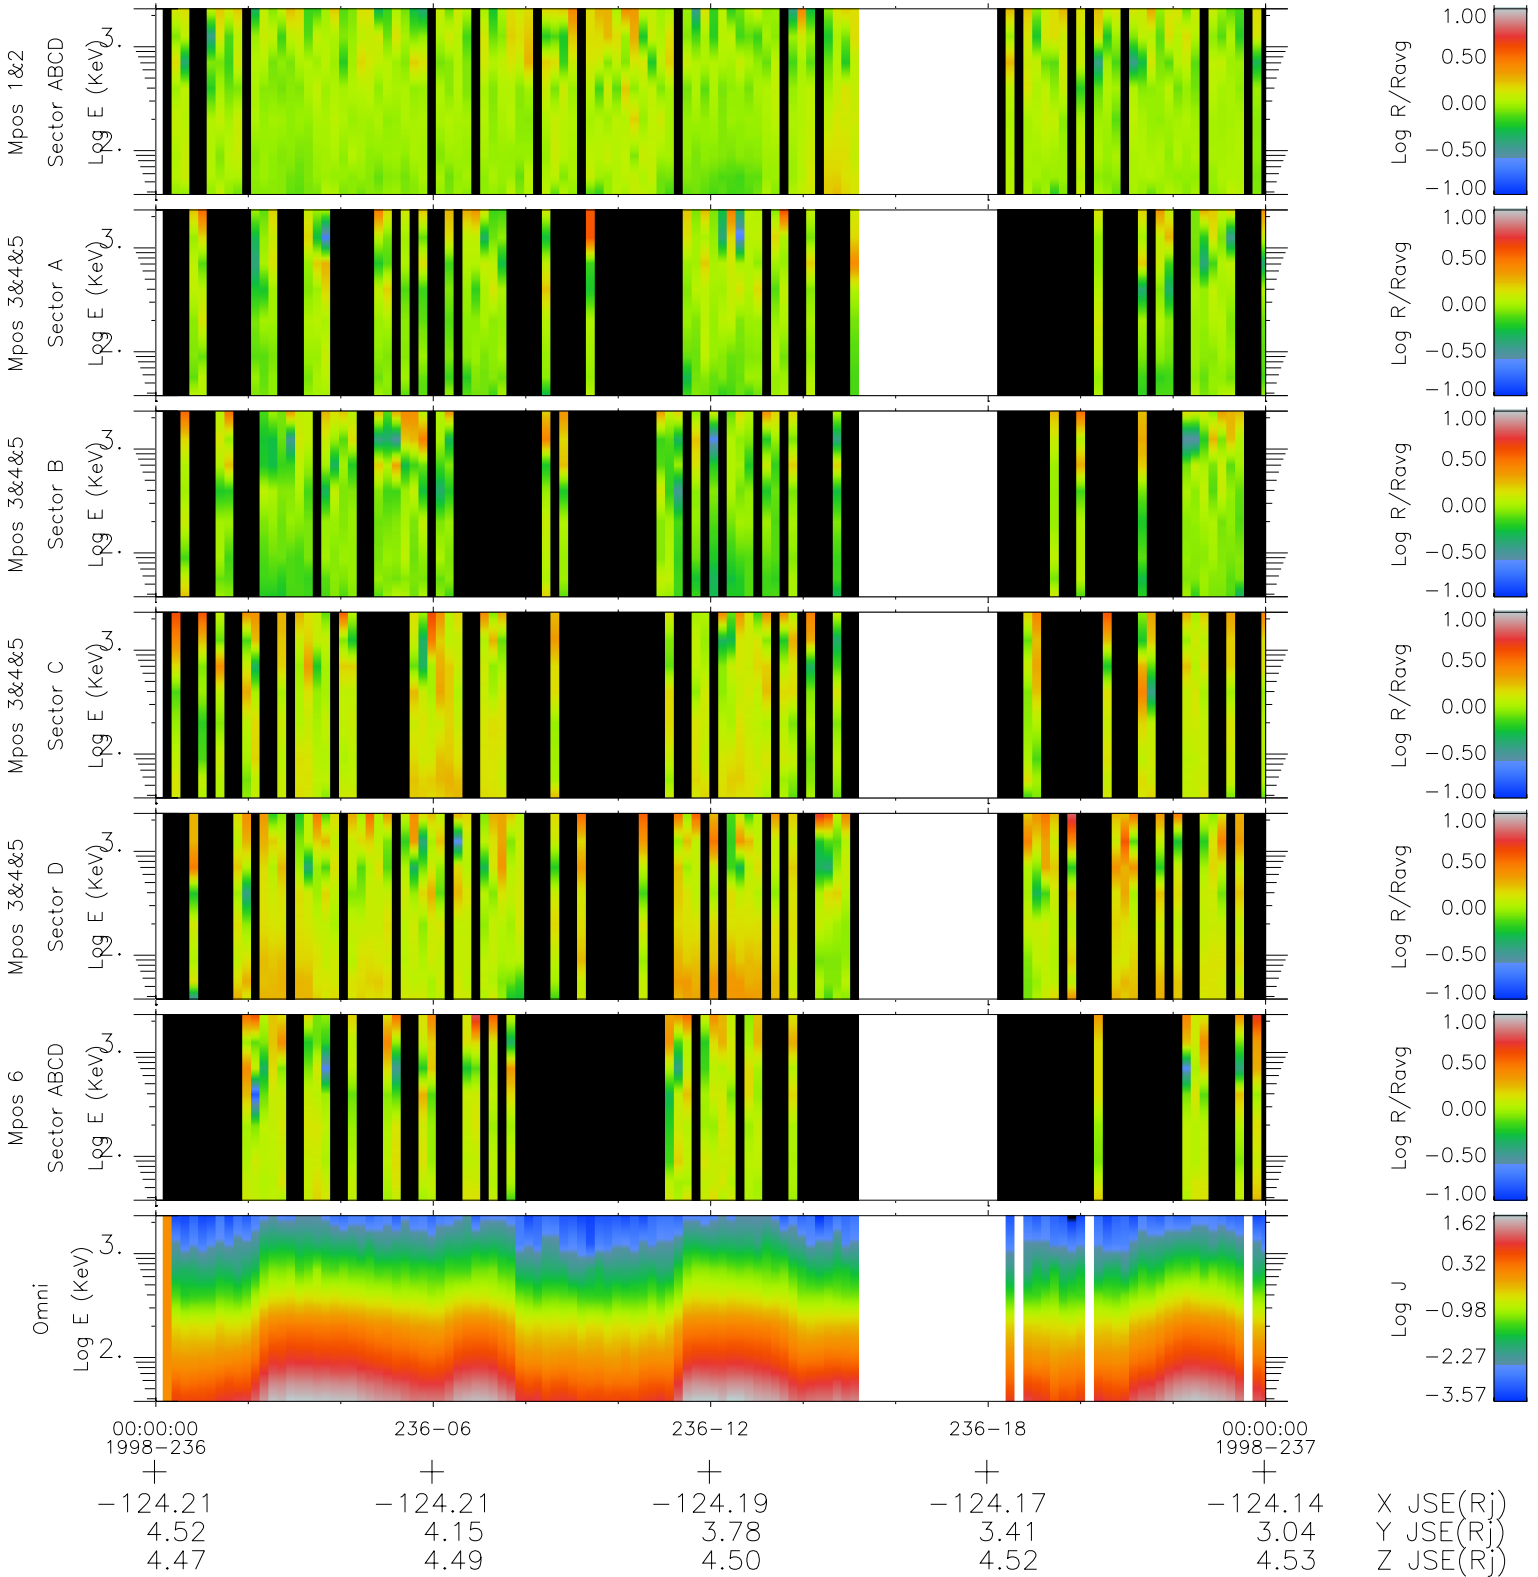 Mpos 1&2
Sector ABCD
Log E (KeV)
3.
2.
Log R/Ravg
1.00
0.50
0.00
−0.50
−1.00
Mpos 3&4&5
Sector A
Log E (KeV)
3.
2.
Log R/Ravg
1.00
0.50
0.00
−0.50
−1.00
Mpos 3&4&5
Sector B
Log E (KeV)
3.
2.
Log R/Ravg
1.00
0.50
0.00
−0.50
−1.00
Mpos 3&4&5
Sector C
Log E (KeV)
3.
2.
Log R/Ravg
1.00
0.50
0.00
−0.50
−1.00
Mpos 3&4&5
Sector D
Log E (KeV)
3.
2.
Log R/Ravg
1.00
0.50
0.00
−0.50
−1.00
Mpos 6
Sector ABCD
Log E (KeV)
3.
2.
Log R/Ravg
1.00
0.50
0.00
−0.50
−1.00
Omni
Log E (KeV)
3.
2.
Log J
1.62
0.32
−0.98
−2.27
−3.57
00:00:00 236−06 236−12 236−18 00:00:00
1998−236 1998−237
−124.21 −124.21 −124.19 −124.17 −124.14 X JSE(Rj)
4.52 4.15 3.78 3.41 3.04 Y JSE(Rj)
4.47 4.49 4.50 4.52 4.53 Z JSE(Rj)